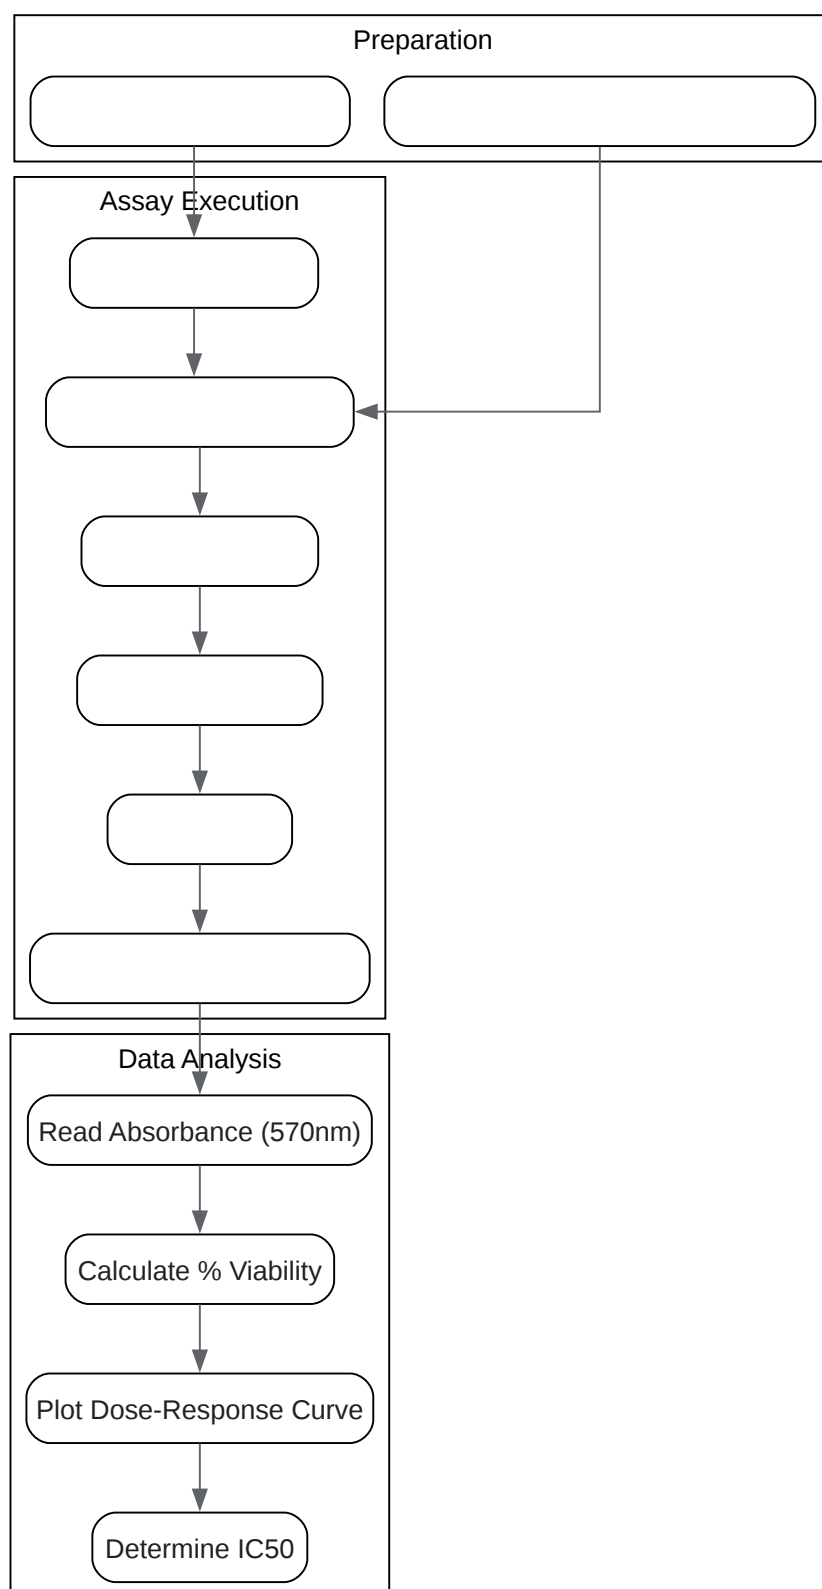 Preparation
Assay Execution
Data Analysis
Read Absorbance (570nm)
Calculate % Viability
Plot Dose-Response Curve
Determine IC50